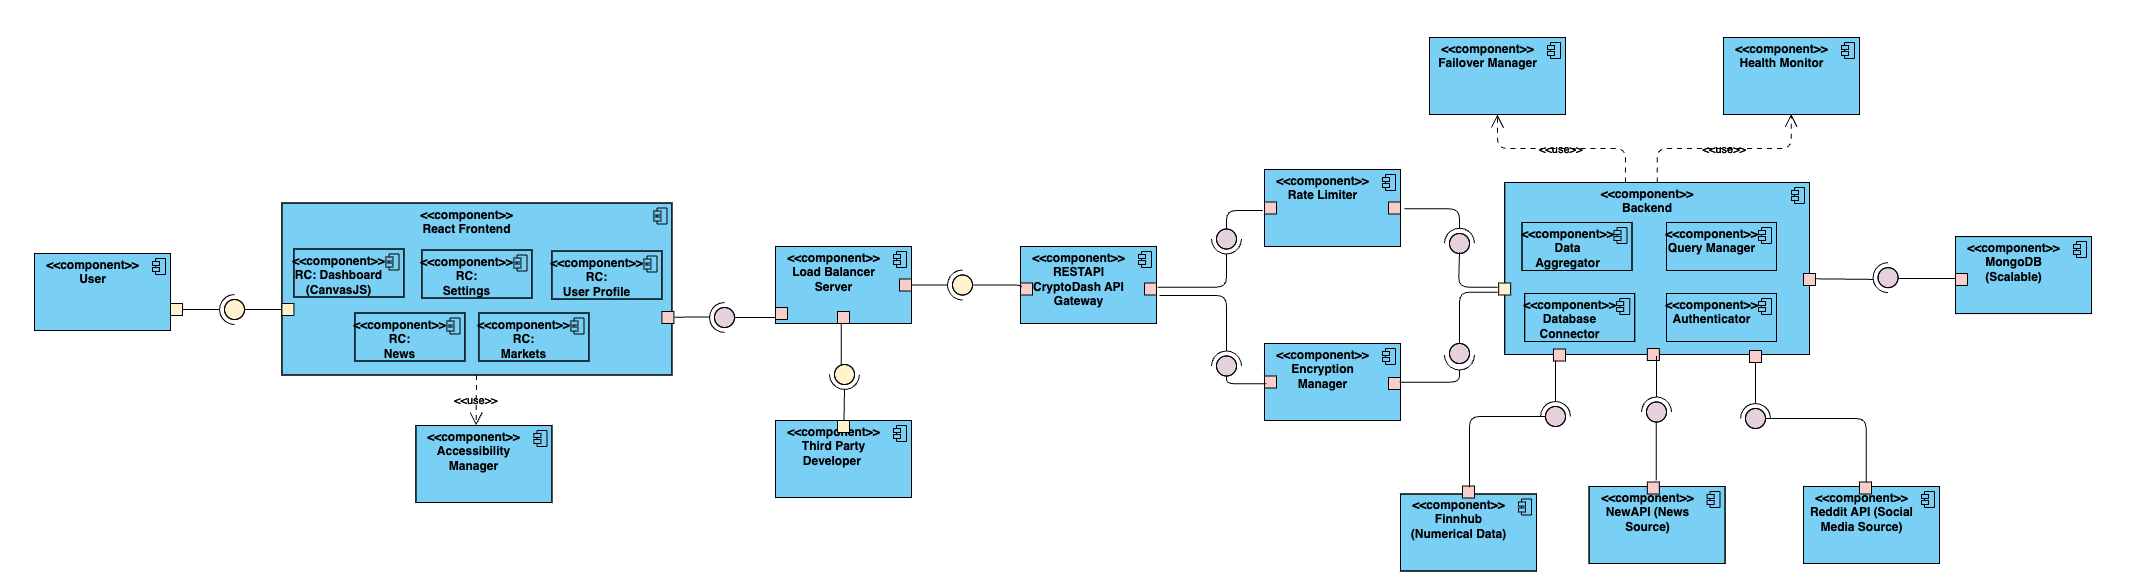 <<component>>
User
<<component>>
React Frontend
<<component>>
RC: Dashboard
(CanvasJS)
<<component>>
RC:
Settings
<<component>>
RC:
User Profile
<<component>>
RC:
News
<<component>>
RC:
Markets
<<use>>
<<component>>
Accessibility
Manager
<<component>>
Load Balancer
Server
<<component>>
Third Party
Developer
<<component>>
RESTAPI
CryptoDash API
Gateway
<<component>>
Rate Limiter
<<component>>
Encryption
Manager
<<component>>
Failover Manager
<<component>>
Health Monitor
<<use>>
<<use>>
<<component>>
Backend
<<component>>
Data
Aggregator
<<component>>
Query Manager
<<component>>
Database
Connector
<<component>>
Authenticator
<<component>>
MongoDB
(Scalable)
<<component>>
Finnhub
(Numerical Data)
<<component>>
NewAPI (News
Source)
<<component>>
Reddit API (Social
Media Source)